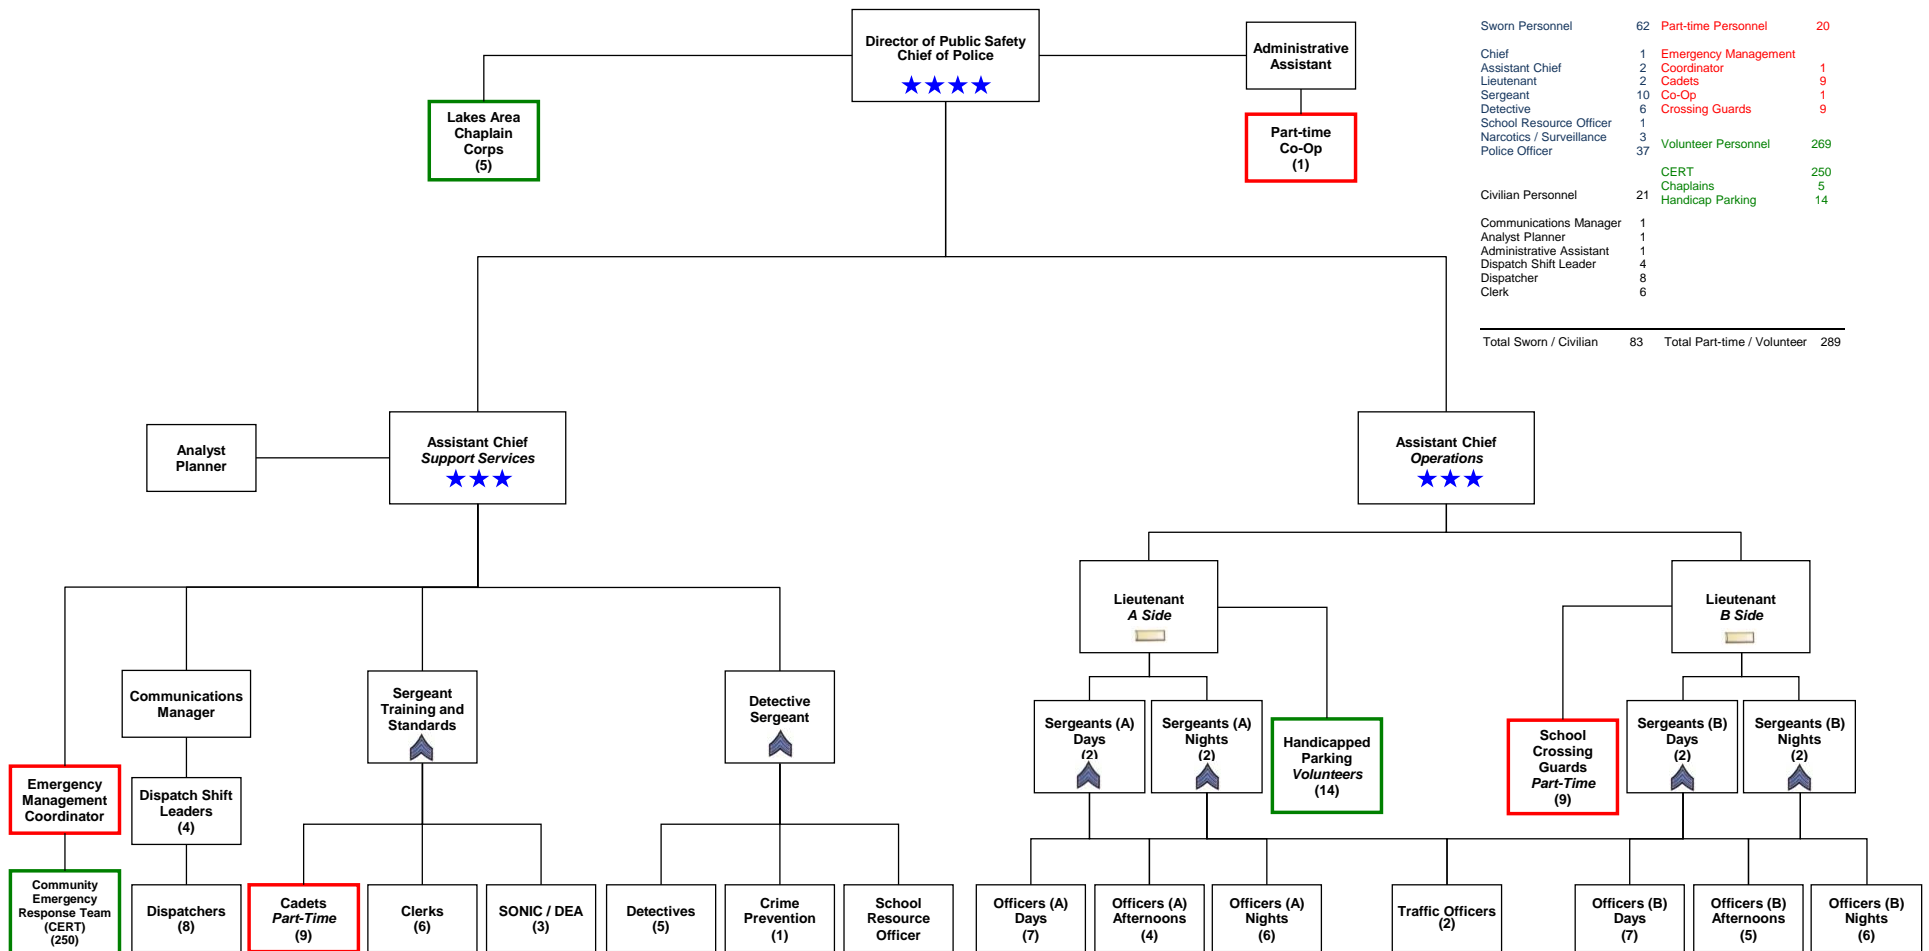 Director of Public Safety
Chief of Police
Administrative
Assistant
Lakes Area
Chaplain
Corps
(5)
Part-time
Co-Op
(1)
Sworn Personnel 62 Part-time Personnel 20
Chief 1 Emergency Management
Assistant Chief 2 Coordinator 1
Lieutenant 2 Cadets 9
Sergeant 10 Co-Op 1
Detective 6 Crossing Guards 9
School Resource Officer 1
Narcotics / Surveillance 3
Police Officer 37
Volunteer Personnel 269
CERT 250
Chaplains 5
Handicap Parking 14
Civilian Personnel 21
Communications Manager 1
Analyst Planner 1
Administrative Assistant 1
Dispatch Shift Leader 4
Dispatcher 8
Clerk 6
Total Sworn / Civilian 83 Total Part-time / Volunteer 289
Analyst
Planner
Assistant Chief
Support Services
Assistant Chief
Operations
Lieutenant
A Side
Lieutenant
B Side
Communications
Manager
Sergeant
Training and
Standards
Detective
Sergeant
Sergeants (A)
Days
(2)
Sergeants (A)
Nights
(2)
Handicapped
Parking
Volunteers
(14)
School
Crossing
Guards
Part-Time
(9)
Sergeants (B)
Days
(2)
Sergeants (B)
Nights
(2)
Emergency
Management
Coordinator
Dispatch Shift
Leaders
(4)
Community
Emergency
Response Team
(CERT)
(250)
Dispatchers
(8)
Cadets
Part-Time
(9)
Clerks
(6)
SONIC / DEA
(3)
Detectives
(5)
Crime
Prevention
(1)
School
Resource
Officer
Officers (A)
Days
(7)
Officers (A)
Afternoons
(4)
Officers (A)
Nights
(6)
Traffic Officers
(2)
Officers (B)
Days
(7)
Officers (B)
Afternoons
(5)
Officers (B)
Nights
(6)